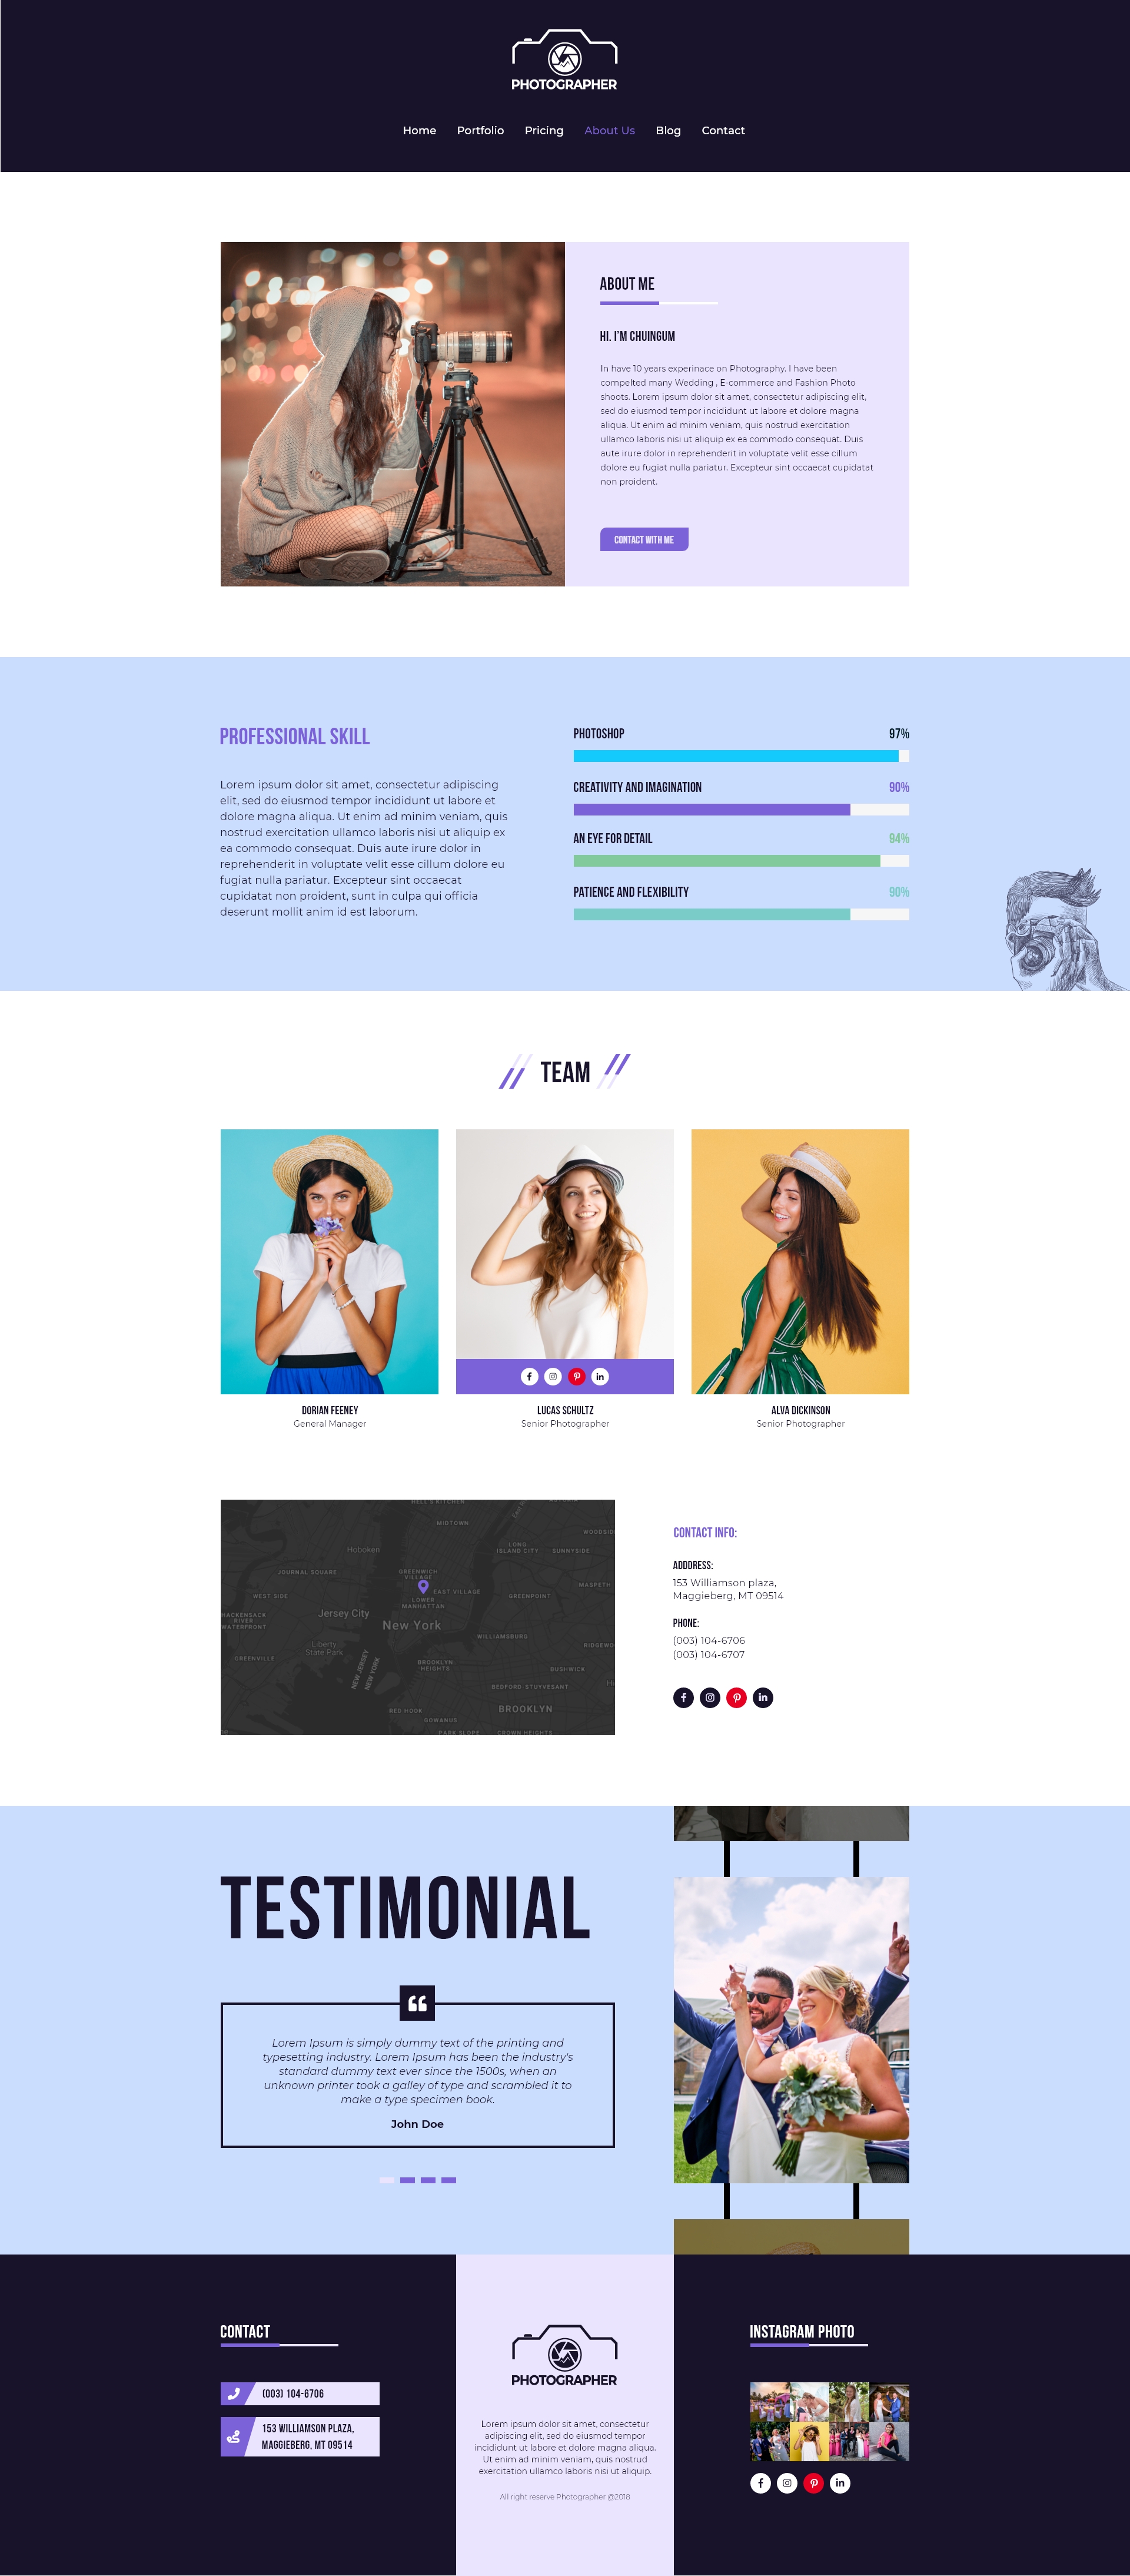 PHOTOGRAPHER
Home Portfolio Pricing About Us Blog Contact
ABOUT ME
HI. I'M CHUINGUM
In have 10 years experinace on Photography. I have been
compelted many Wedding , E-commerce and Fashion Photo
shoots. Lorem ipsum dolor sit amet, consectetur adipiscing elit,
sed do eiusmod tempor incididunt ut labore et dolore magna
aliqua. Ut enim ad minim veniam, quis nostrud exercitation
ullamco laboris nisi ut aliquip ex ea commodo consequat. Duis
aute irure dolor in reprehenderit in voluptate velit esse cillum
dolore eu fugiat nulla pariatur. Excepteur sint occaecat cupidatat
non proident.
CONTACT WITH ME
PROFESSIONAL SKILL
Lorem ipsum dolor sit amet, consectetur adipiscing
elit, sed do eiusmod tempor incididunt ut labore et
dolore magna aliqua. Ut enim ad minim veniam, quis
nostrud exercitation ullamco laboris nisi ut aliquip ex
ea commodo consequat. Duis aute irure dolor in
reprehenderit in voluptate velit esse cillum dolore eu
fugiat nulla pariatur. Excepteur sint occaecat
cupidatat non proident, sunt in culpa qui officia
deserunt mollit anim id est laborum.
PHOTOSHOP 97%
CREATIVITY AND IMAGINATION 90%
AN EYE FOR DETAIL 94%
PATIENCE AND FLEXIBILITY 90%
TEAM
DORIAN FEENEY
General Manager
LUCAS SCHULTZ
Senior Photographer
ALVA DICKINSON
Senior Photographer
HELL'S KITCHEN
MIDTOWN
WOODSIDE
Hoboken
LONG
ISLAND CITY
SUNNYSIDE
JOURNAL SQUARE
GREENWICH
VILLAGE
MASPETH
EAST VILLAGE
WEST SIDE
LOWER
MANHATTAN
GREENPOINT
HACKENSACK
RIVER
WATERFRONT
Jersey City
New York
WILLIAMSBURG
Liberty
State Park
RIDGEWO
GREENVILLE
NEW JERSEY
NEW YORK
BROOKLYN
HEIGHTS
BUSHWICK
BEDFORD-STUYVESANT
RED HOOK
BROOKLYN
GOWANUS
PARK SLOPE
CROWN HEIGHTS
CONTACT INFO:
ADDDRESS:
153 Williamson plaza,
Maggieberg, MT 09514
PHONE:
(003) 104-6706
(003) 104-6707
TESTIMONIAL
Lorem Ipsum is simply dummy text of the printing and
typesetting industry. Lorem Ipsum has been the industry's
standard dummy text ever since the 1500s, when an
unknown printer took a galley of type and scrambled it to
make a type specimen book.
John Doe
CONTACT
(003) 104-6706
153 WILLIAMSON PLAZA,
MAGGIEBERG, MT 09514
PHOTOGRAPHER
Lorem ipsum dolor sit amet, consectetur
adipiscing elit, sed do eiusmod tempor
incididunt ut labore et dolore magna aliqua.
Ut enim ad minim veniam, quis nostrud
exercitation ullamco laboris nisi ut aliquip.
All right reserve Photographer @2018
INSTAGRAM PHOTO